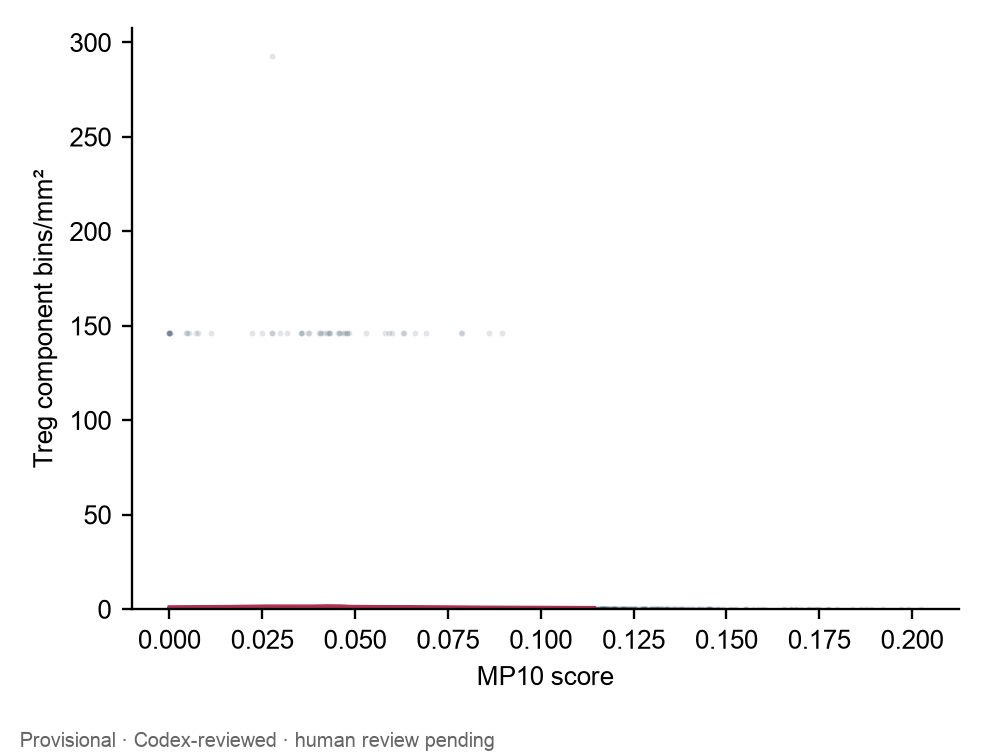 300
250
200
150
100
50
0
Treg component bins/mm²
0.000 0.025 0.050 0.075 0.100 0.125 0.150 0.175 0.200
MP10 score
Provisional · Codex-reviewed · human review pending